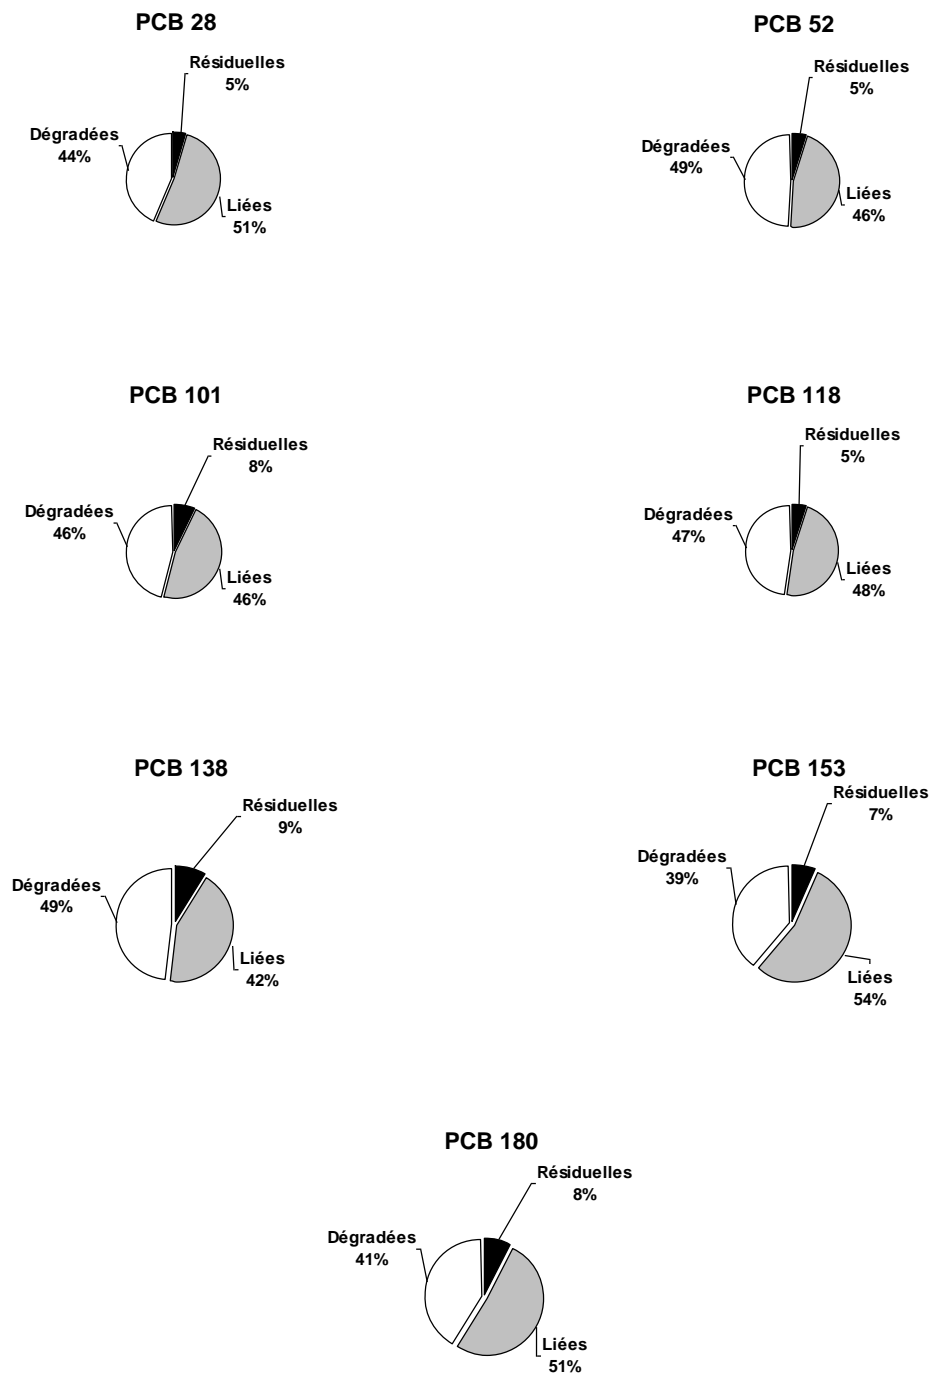 PCB 28
Résiduelles
5%
Dégradées
44%
Liées
51%
PCB 52
Résiduelles
5%
Dégradées
49%
Liées
46%
PCB 101
Résiduelles
8%
Dégradées
46%
Liées
46%
PCB 118
Résiduelles
5%
Dégradées
47%
Liées
48%
PCB 138
Résiduelles
9%
Dégradées
49%
Liées
42%
PCB 153
Résiduelles
7%
Dégradées
39%
Liées
54%
PCB 180
Résiduelles
8%
Dégradées
41%
Liées
51%